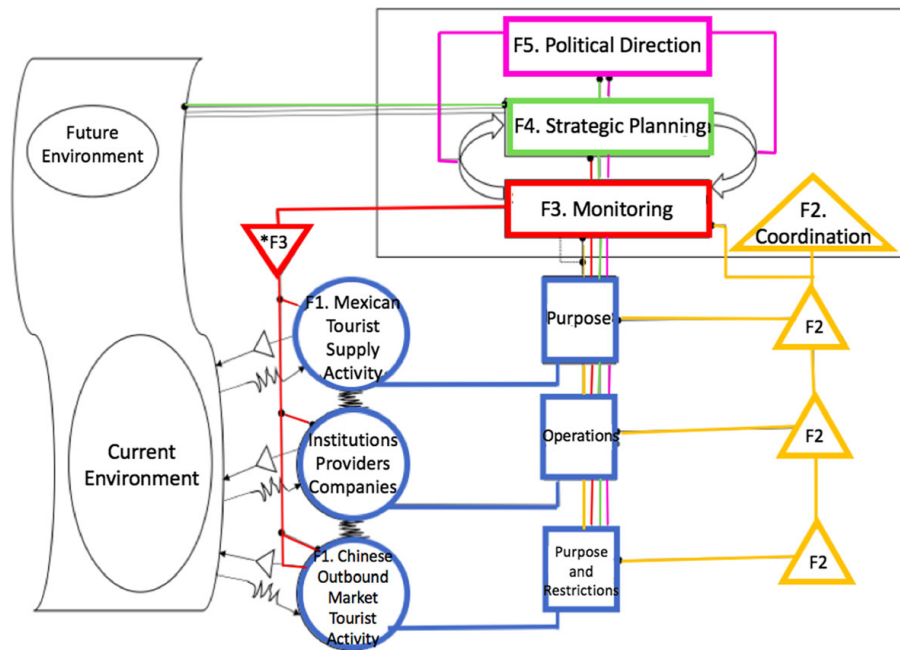 F5. Political Direction
F4. Strategic Planning
F3. Monitoring
F2.
Coordination
Future
Environment
*F3
F1. Mexican
Tourist
Supply
Activity
Purpose
F2
Current
Environment
Institutions
Providers
Companies
Operations
F2
F1. Chinese
Outbound
Market
Tourist
Activity
Purpose
and
Restrictions
F2